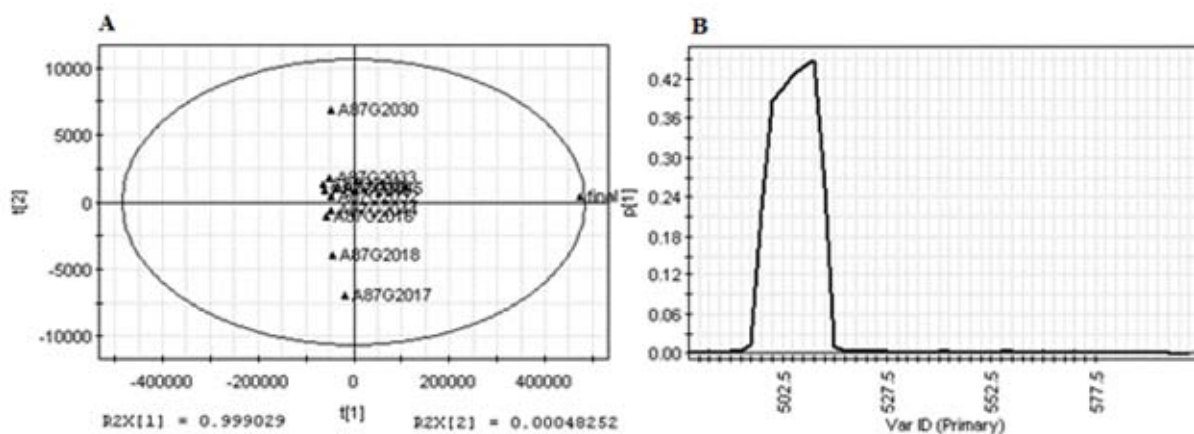 A
B
10000
5000
0
-5000
-10000
t[2]
A87G2030
A87G2033
A87G2016
A87G2018
A87G2017
final
-400000
-200000
0
200000
400000
t[1]
R2X[1] = 0.999029
R2X[2] = 0.00048252
0.42
0.36
0.30
0.24
0.18
0.12
0.06
0.00
p[1]
502.5
527.5
552.5
577.5
Var ID (Primary)